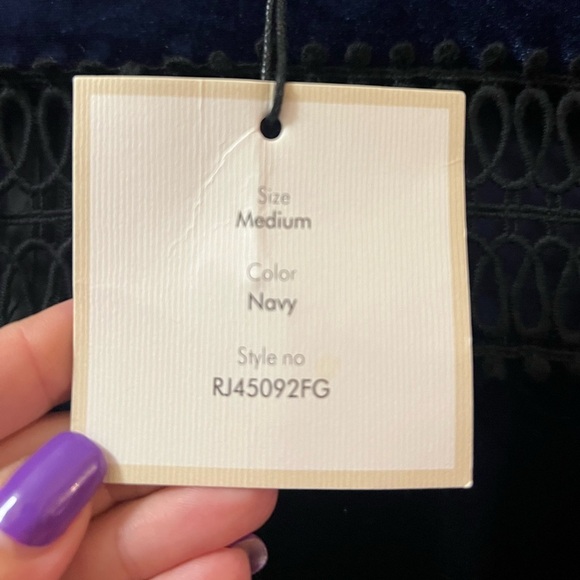 Size
Medium
Color
Navy
Style no
RJ45092FG